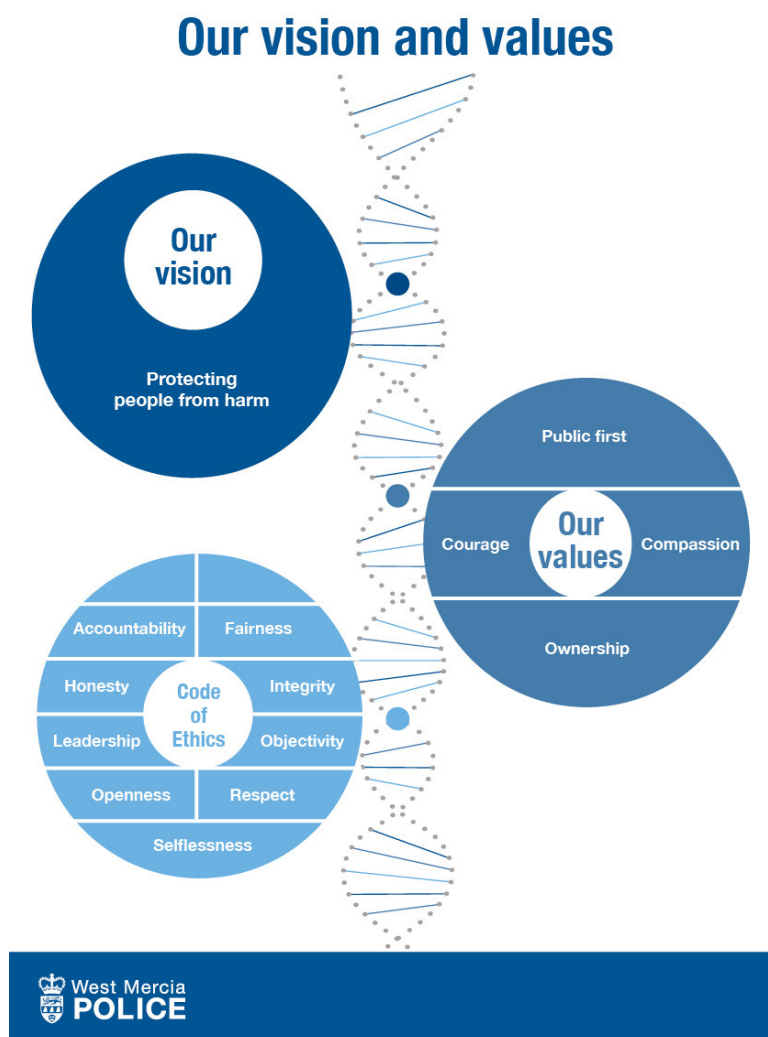 Our vision and values
Our
vision
Protecting
people from harm
Public first
Courage
Our
values
Compassion
Ownership
Accountability
Fairness
Honesty
Code
of
Ethics
Integrity
Leadership
Objectivity
Openness
Respect
Selflessness
West Mercia
POLICE